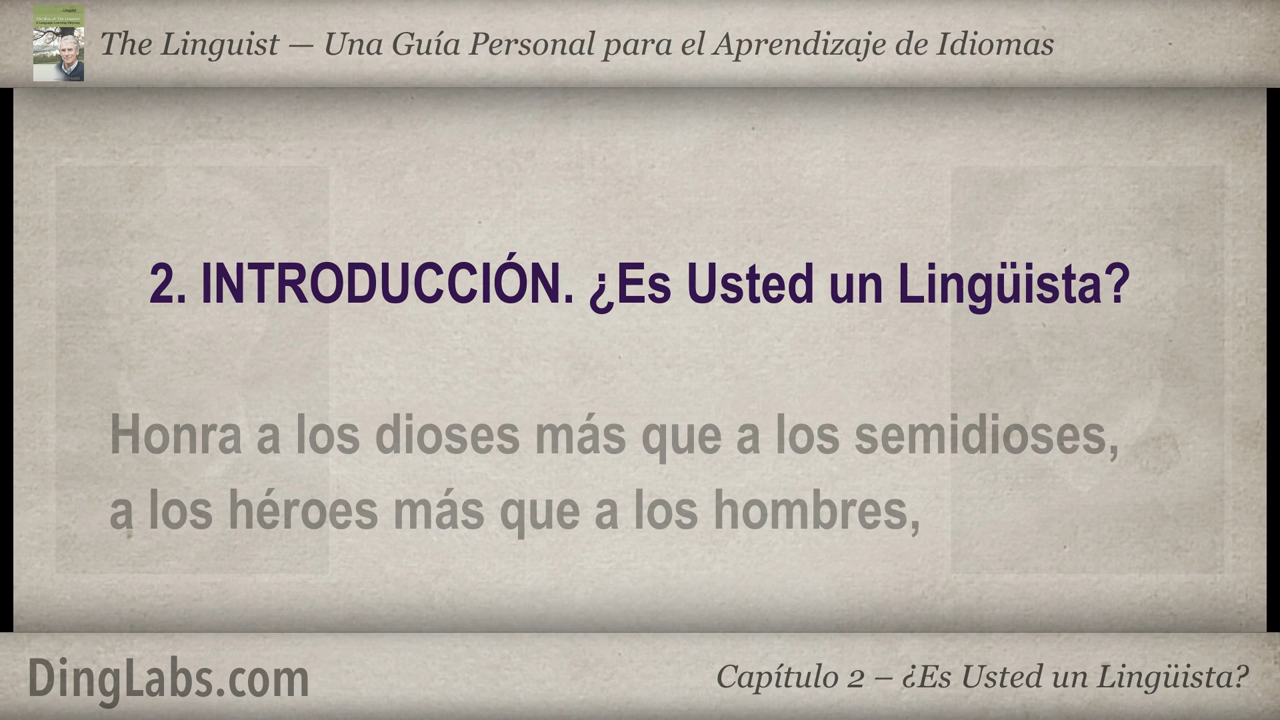 The Linguist — Una Guía Personal para el Aprendizaje de Idiomas
2. INTRODUCCIÓN. ¿Es Usted un Lingüista?
Honra a los dioses más que a los semidioses,
a los héroes más que a los hombres,
DingLabs.com
Capítulo 2 – ¿Es Usted un Lingüista?